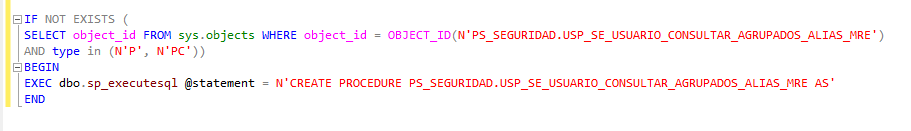 IF NOT EXISTS (
SELECT object_id FROM sys.objects WHERE object_id = OBJECT_ID(N'PS_SEGURIDAD.USP_SE_USUARIO_CONSULTAR_AGRUPADOS_ALIAS_MRE')
AND type in (N'P', N'PC'))
BEGIN
EXEC dbo.sp_executesql @statement = N'CREATE PROCEDURE PS_SEGURIDAD.USP_SE_USUARIO_CONSULTAR_AGRUPADOS_ALIAS_MRE AS'
END